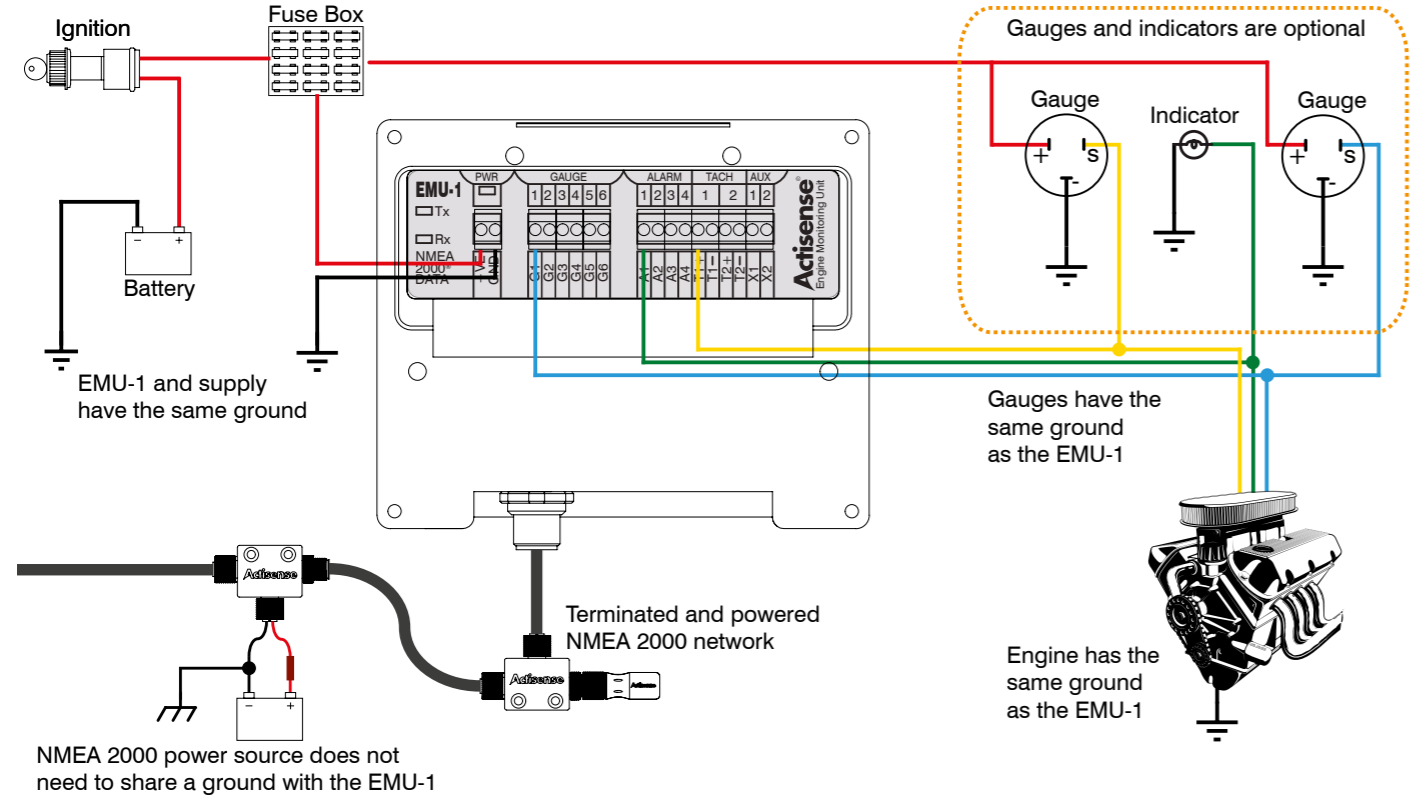 Ignition
Fuse Box
Gauges and indicators are optional
Gauge
Indicator
Gauge
+ S -
+ S -
EMU-1
PWR
GAUGE
ALARM
TACH
AUX
1 2 3 4 5 6
1 2 3 4
1 2
1 2
Tx
Rx
NMEA
2000®
DATA
+VE
GND
G1
G2
G3
G4
G5
G6
A1
A2
A3
A4
T1+
T1-
T2+
T2-
X1
X2
Actisense®
Engine Monitoring Unit
- +
Battery
EMU-1 and supply
have the same ground
Gauges have the
same ground
as the EMU-1
Actisense
Terminated and powered
NMEA 2000 network
Actisense
Actisense
Engine has the
same ground
as the EMU-1
- +
NMEA 2000 power source does not
need to share a ground with the EMU-1